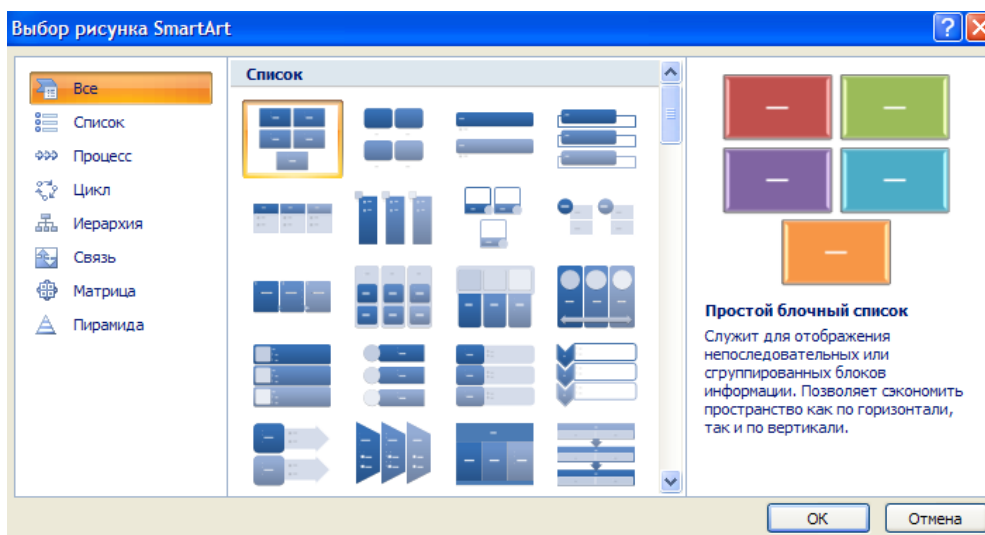 Выбор рисунка SmartArt
Все
Список
Процесс
Цикл
Иерархия
Связь
Матрица
Пирамида
Список
Простой блочный список
Служит для отображения
непоследовательных или
сгруппированных блоков
информации. Позволяет сэкономить
пространство как по горизонтали,
так и по вертикали.
ОК
Отмена